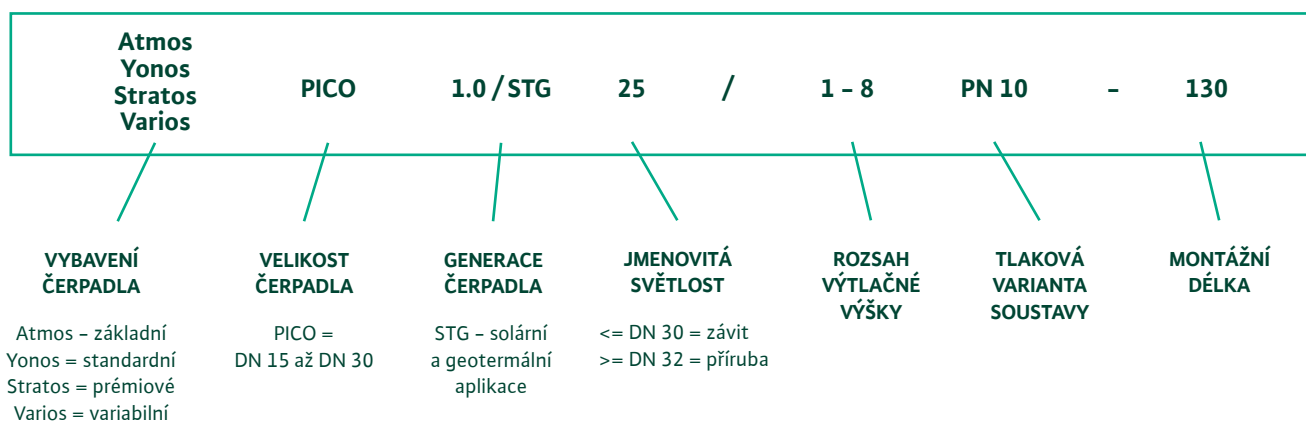 Atmos
Yonos
Stratos
Varios
PICO
1.0 / STG
25
/
1 – 8
PN 10
–
130
VYBAVENÍ
ČERPADLA
Atmos – základní
Yonos = standardní
Stratos = prémiové
Varios = variabilní
VELIKOST
ČERPADLA
PICO =
DN 15 až DN 30
GENERACE
ČERPADLA
STG – solární
a geotermální
aplikace
JMENOVITÁ
SVĚTLOST
<= DN 30 = závit
>= DN 32 = příruba
ROZSAH
VÝTLAČNÉ
VÝŠKY
TLAKOVÁ
VARIANTA
SOUSTAVY
MONTÁŽNÍ
DÉLKA